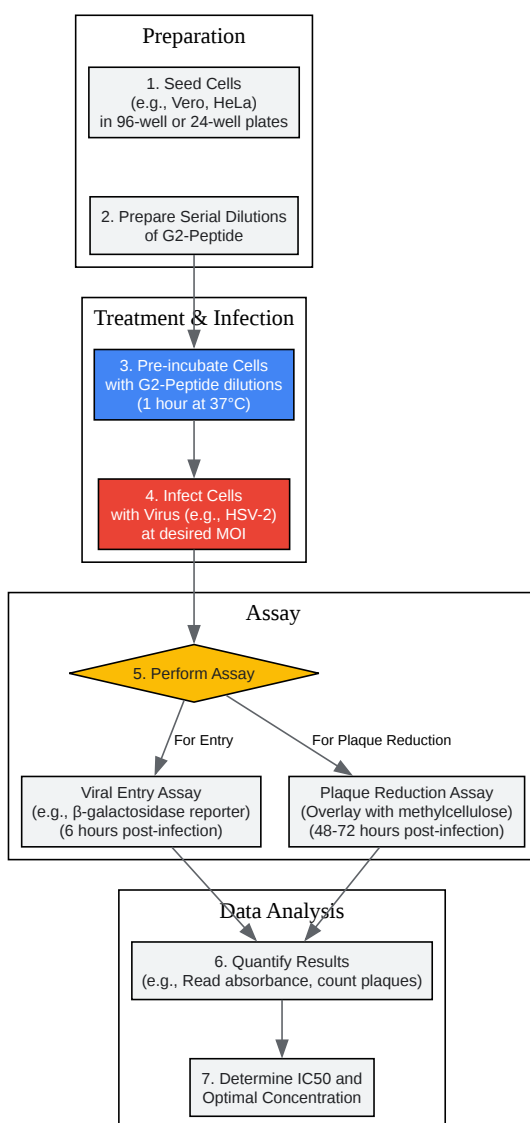 Preparation
1. Seed Cells
(e.g., Vero, HeLa)
in 96-well or 24-well plates
2. Prepare Serial Dilutions
of G2-Peptide
Treatment & Infection
3. Pre-incubate Cells
with G2-Peptide dilutions
(1 hour at 37°C)
4. Infect Cells
with Virus (e.g., HSV-2)
at desired MOI
Assay
5. Perform Assay
For Entry
For Plaque Reduction
Viral Entry Assay
(e.g., β-galactosidase reporter)
(6 hours post-infection)
Plaque Reduction Assay
(Overlay with methylcellulose)
(48-72 hours post-infection)
Data Analysis
6. Quantify Results
(e.g., Read absorbance, count plaques)
7. Determine IC50 and
Optimal Concentration